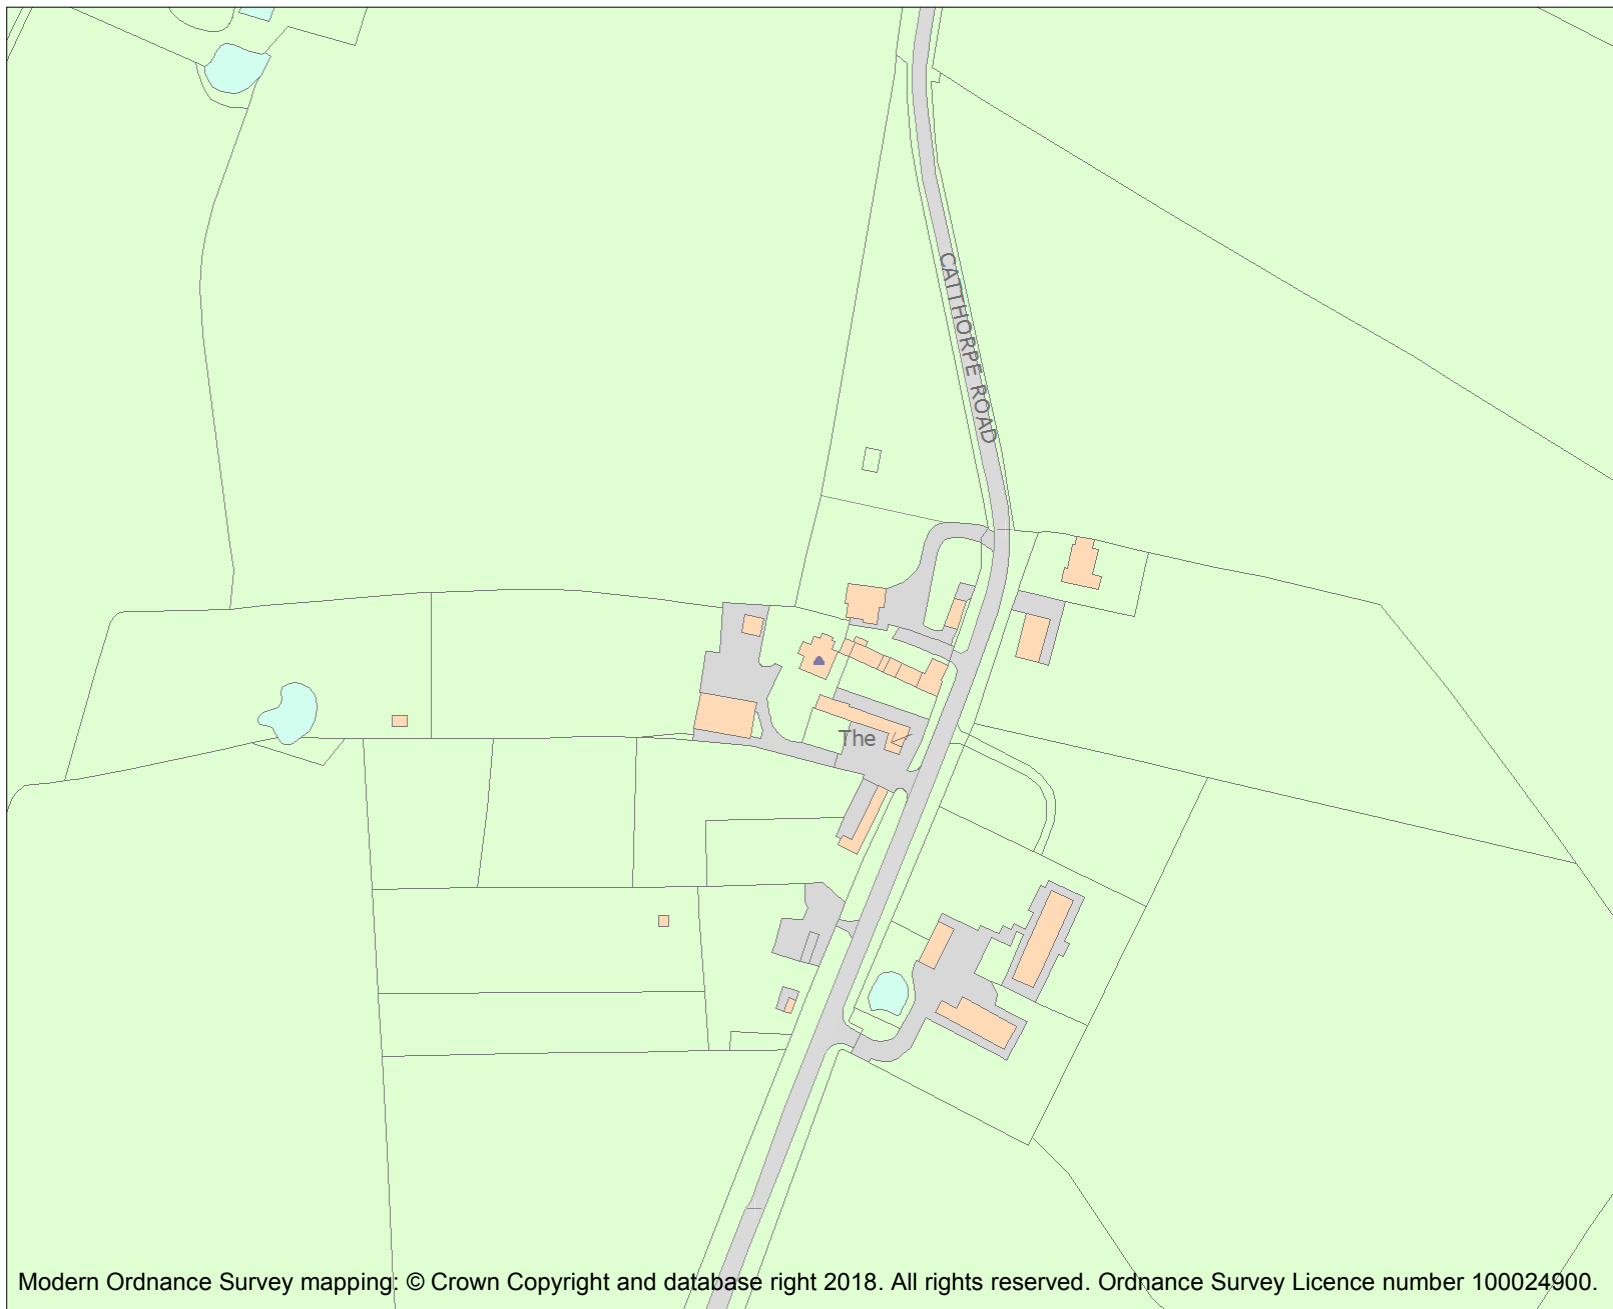 CATTHORPE ROAD
The
Modern Ordnance Survey mapping: © Crown Copyright and database right 2018. All rights reserved. Ordnance Survey Licence number 100024900.